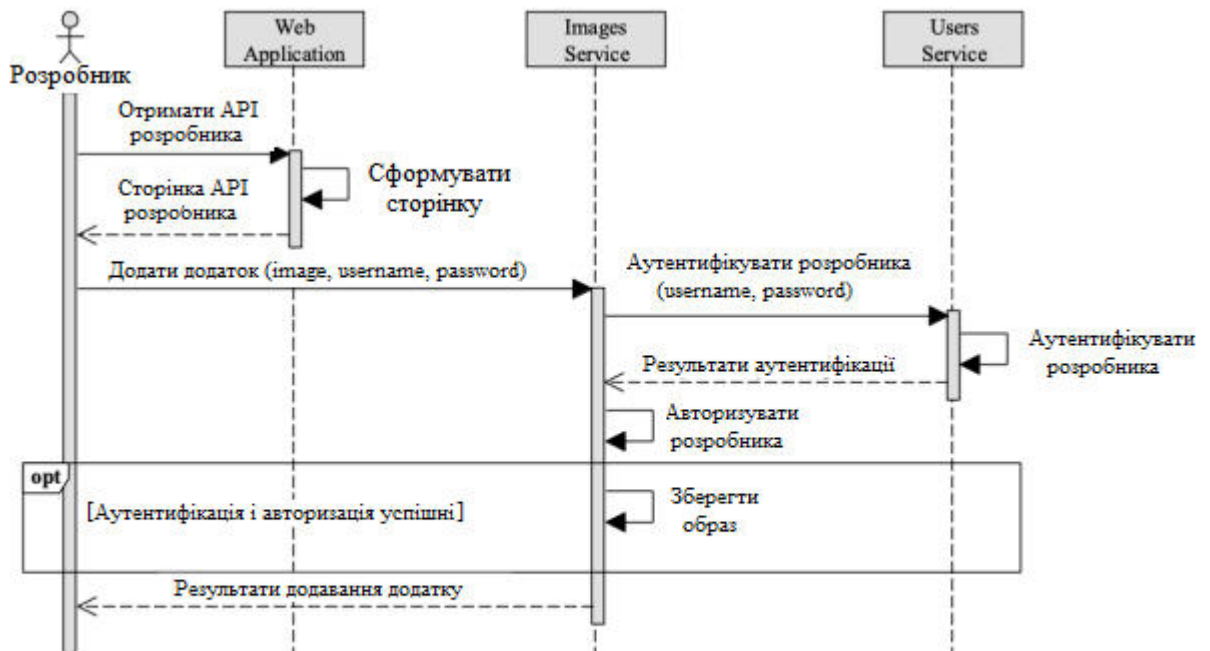 Web
Application
Images
Service
Users
Service
Розробник
Отримати API
розробника
Сформувати
сторінку
Сторінка API
розробника
Додати додаток (image, username, password)
Аутентифікувати розробника
(username, password)
Аутентифікувати
розробника
Результати аутентифікації
Авторизувати
розробника
opt
[Аутентифікація і авторизація успішні]
Зберегти
образ
Результати додавання додатку